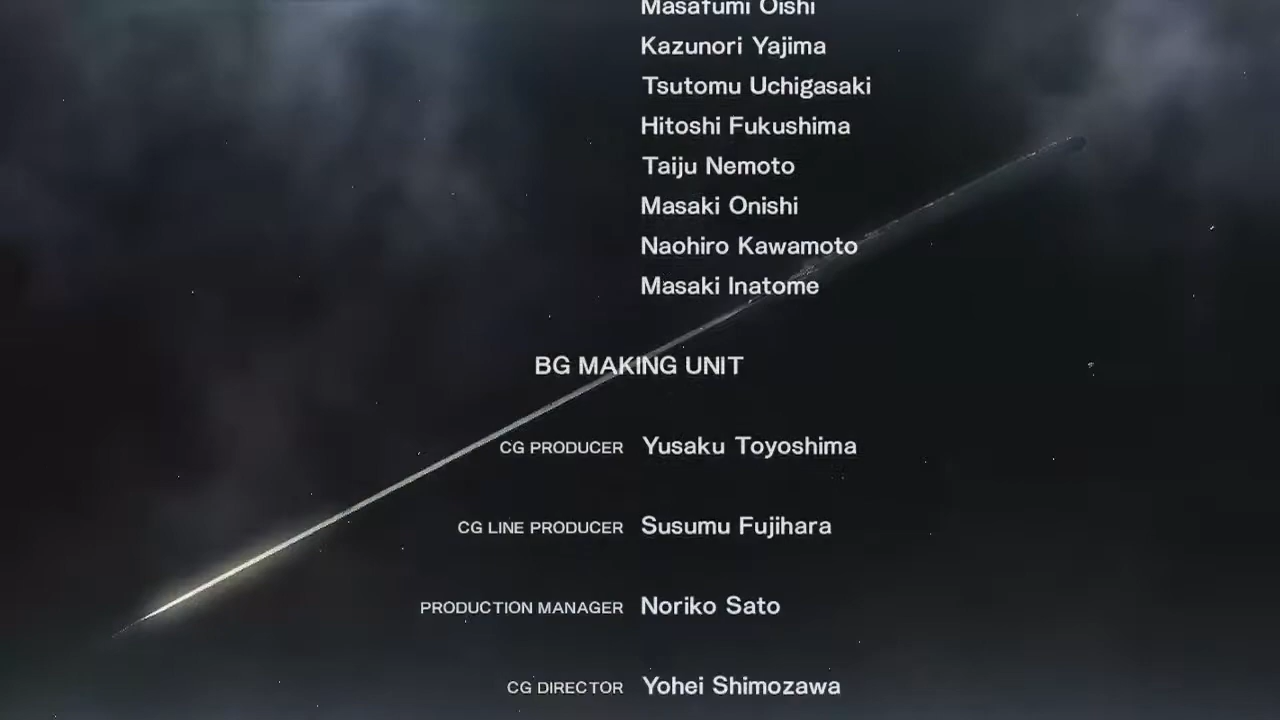 Masafumi Oishi
Kazunori Yajima
Tsutomu Uchigasaki
Hitoshi Fukushima
Taiju Nemoto
Masaki Onishi
Naohiro Kawamoto
Masaki Inatome
BG MAKING UNIT
CG PRODUCER Yusaku Toyoshima
CG LINE PRODUCER Susumu Fujihara
PRODUCTION MANAGER Noriko Sato
CG DIRECTOR Yohei Shimozawa